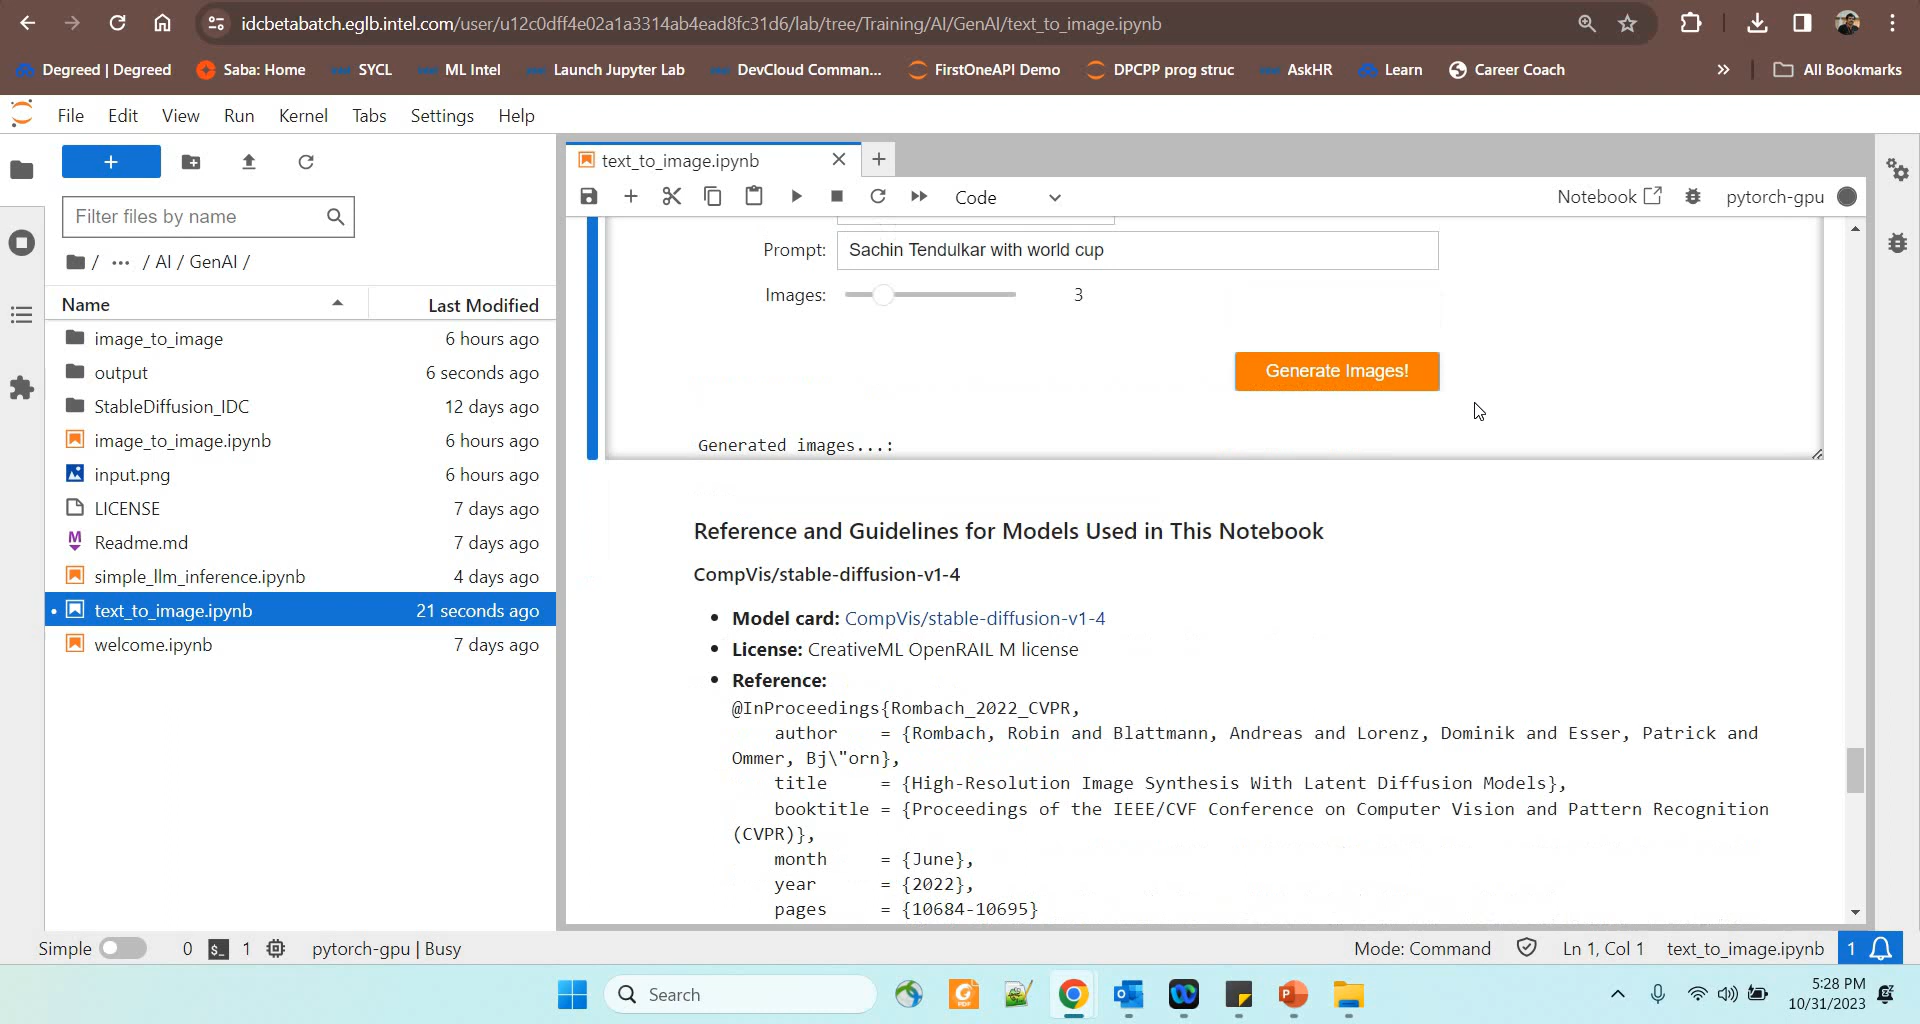 idcbetabatch.eglb.intel.com/user/u12c0dff4e02a1a3314ab4ead8fc31d6/lab/tree/Training/AI/GenAI/text_to_image.ipynb
Degreed | Degreed Saba: Home SYCL ML Intel Launch Jupyter Lab DevCloud Comman... FirstOneAPI Demo DPCPP prog struc AskHR Learn Career Coach » All Bookmarks
File Edit View Run Kernel Tabs Settings Help
text_to_image.ipynb
Code Notebook pytorch-gpu
Filter files by name
/ ··· / AI / GenAI /
Name Last Modified
image_to_image 6 hours ago
output 6 seconds ago
StableDiffusion_IDC 12 days ago
image_to_image.ipynb 6 hours ago
input.png 6 hours ago
LICENSE 7 days ago
Readme.md 7 days ago
simple_llm_inference.ipynb 4 days ago
text_to_image.ipynb 21 seconds ago
welcome.ipynb 7 days ago
Prompt: Sachin Tendulkar with world cup
Images: 3
Generate Images!
Generated images...:
Reference and Guidelines for Models Used in This Notebook
CompVis/stable-diffusion-v1-4
• Model card: CompVis/stable-diffusion-v1-4
• License: CreativeML OpenRAIL M license
• Reference:
@InProceedings{Rombach_2022_CVPR,
author = {Rombach, Robin and Blattmann, Andreas and Lorenz, Dominik and Esser, Patrick and
Ommer, Bj\"orn},
title = {High-Resolution Image Synthesis With Latent Diffusion Models},
booktitle = {Proceedings of the IEEE/CVF Conference on Computer Vision and Pattern Recognition
(CVPR)},
month = {June},
year = {2022},
pages = {10684-10695}
Simple 0 $_ 1 pytorch-gpu | Busy Mode: Command Ln 1, Col 1 text_to_image.ipynb 1
Search
5:28 PM
10/31/2023